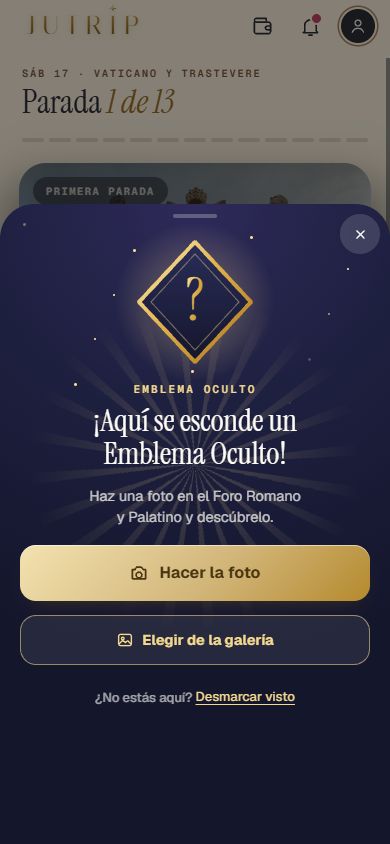 JUTRIP
SÁB 17 · VATICANO Y TRASTEVERE
Parada 1 de 13
PRIMERA PARADA
?
EMBLEMA OCULTO
¡Aquí se esconde un
Emblema Oculto!
Haz una foto en el Foro Romano
y Palatino y descúbrelo.
Hacer la foto
Elegir de la galería
¿No estás aquí? Desmarcar visto